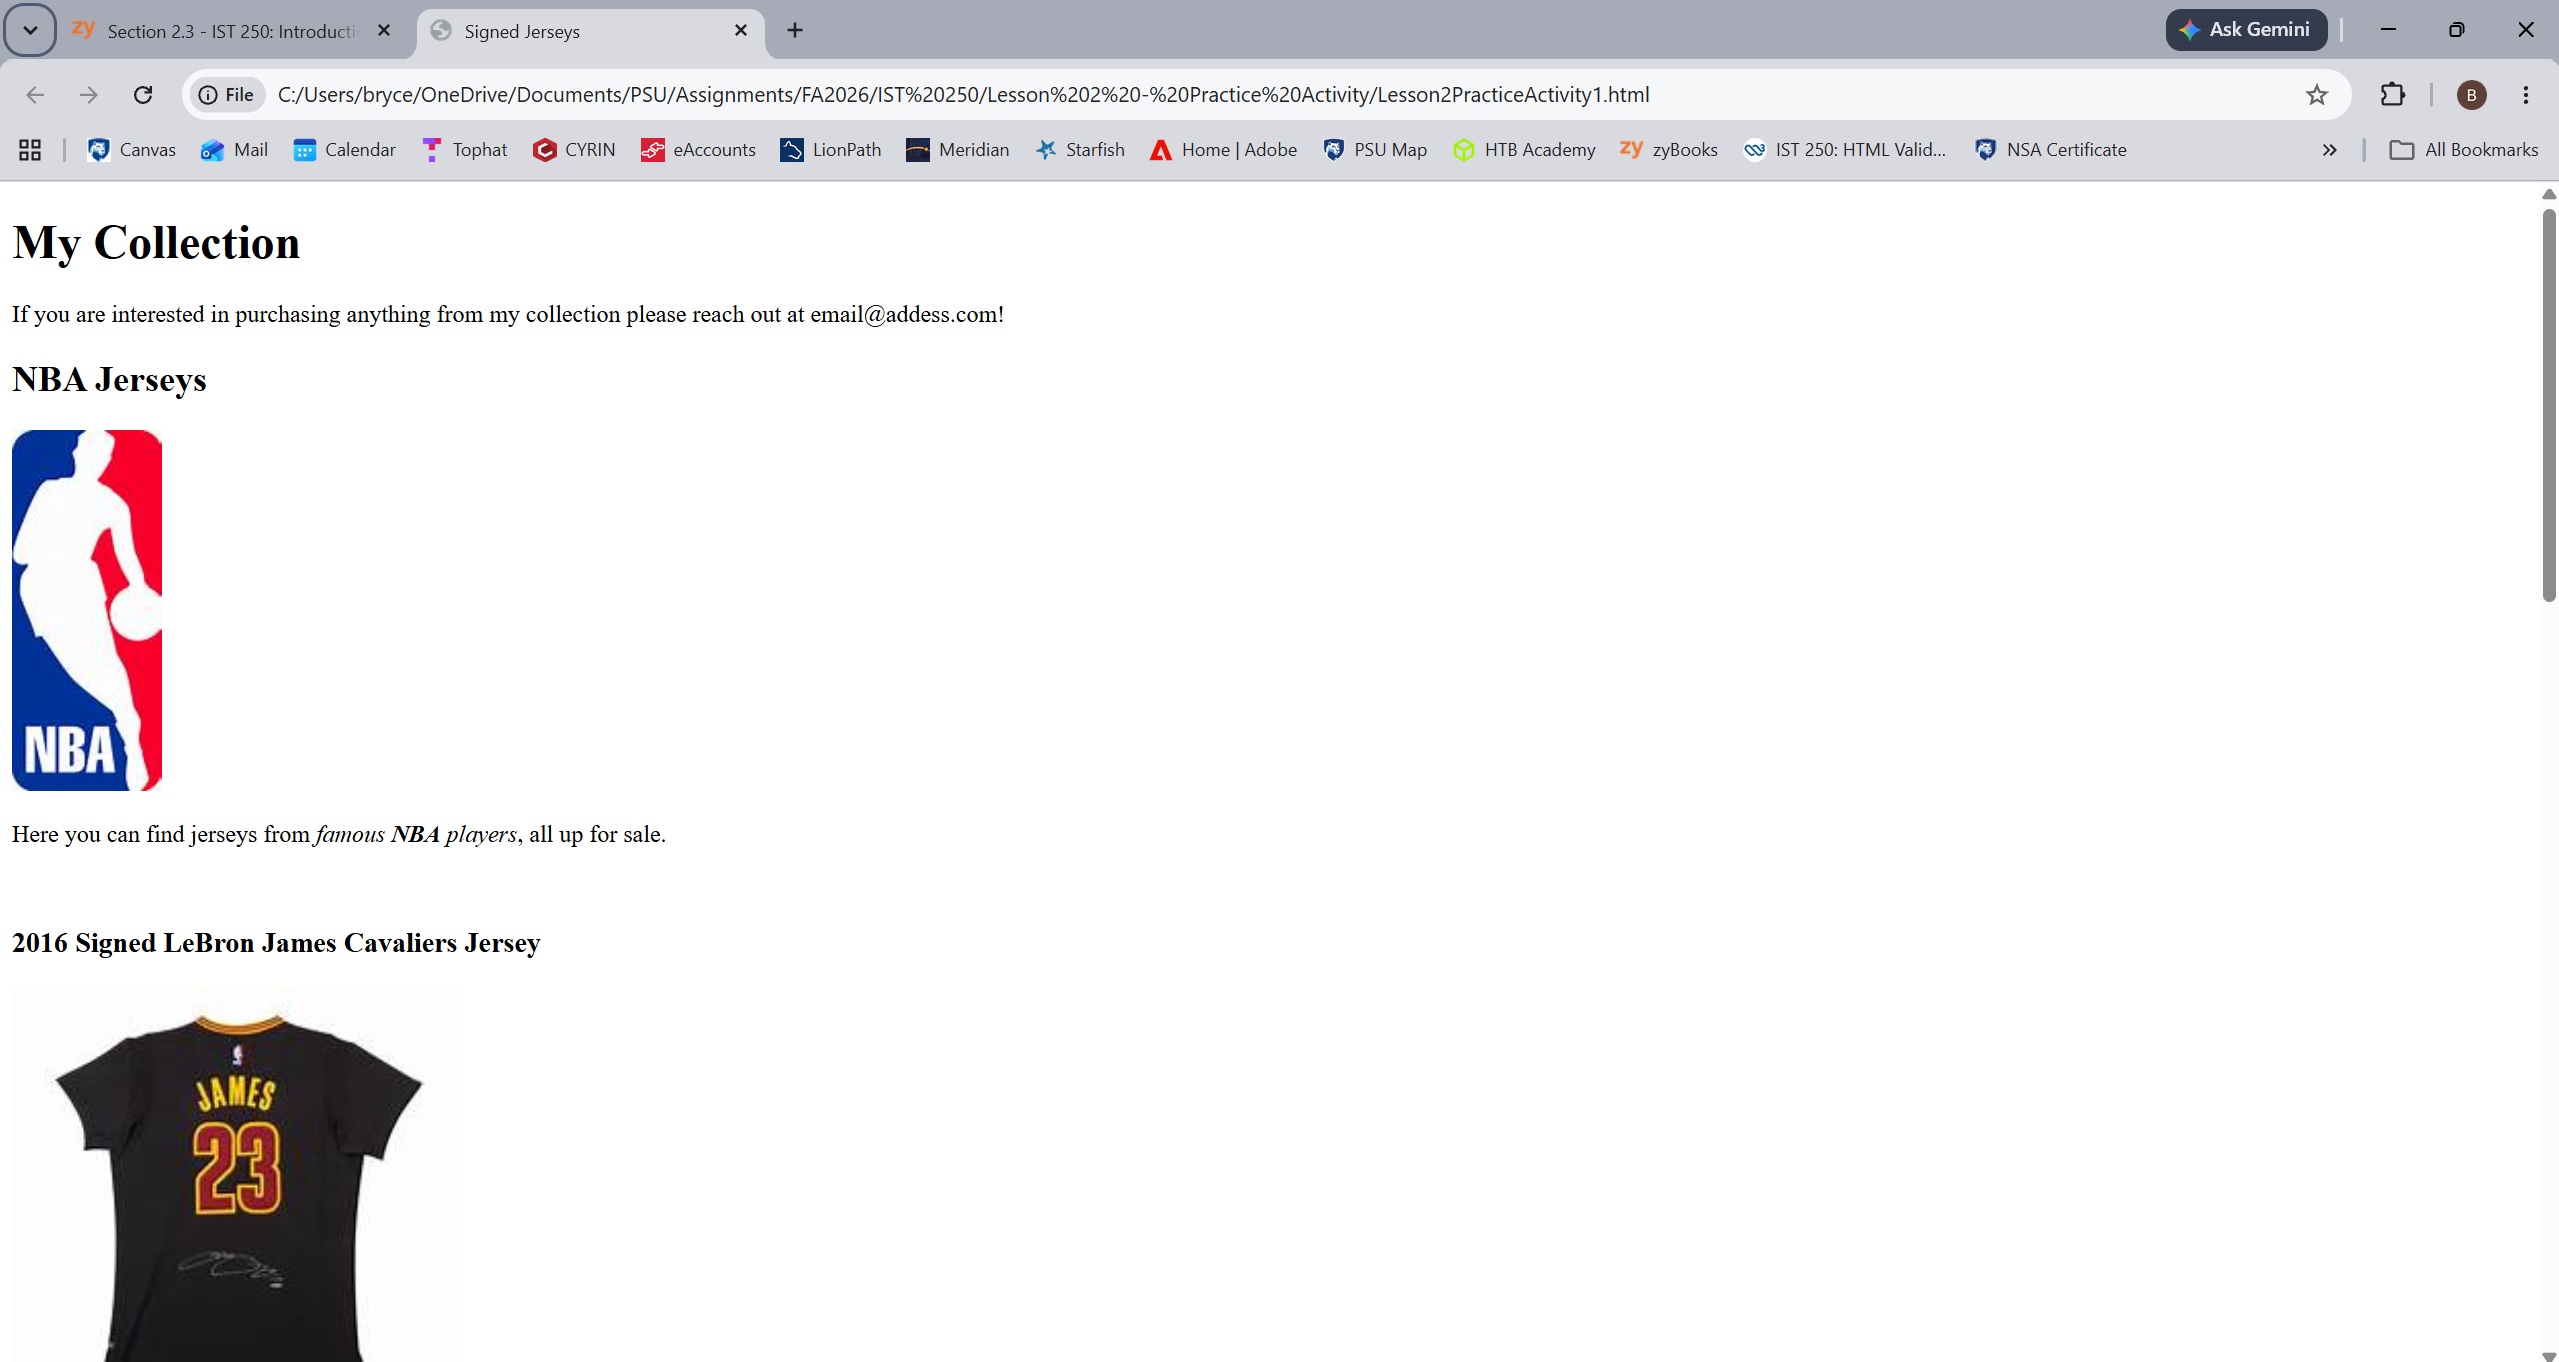 zy Section 2.3 - IST 250: Introducti
Signed Jerseys
Ask Gemini
File C:/Users/bryce/OneDrive/Documents/PSU/Assignments/FA2026/IST%20250/Lesson%202%20-%20Practice%20Activity/Lesson2PracticeActivity1.html
B
Canvas Mail Calendar Tophat CYRIN eAccounts LionPath Meridian Starfish Home | Adobe PSU Map HTB Academy zy zyBooks IST 250: HTML Valid... NSA Certificate » All Bookmarks
My Collection
If you are interested in purchasing anything from my collection please reach out at email@addess.com!
NBA Jerseys
NBA
Here you can find jerseys from famous NBA players, all up for sale.
2016 Signed LeBron James Cavaliers Jersey
JAMES
23